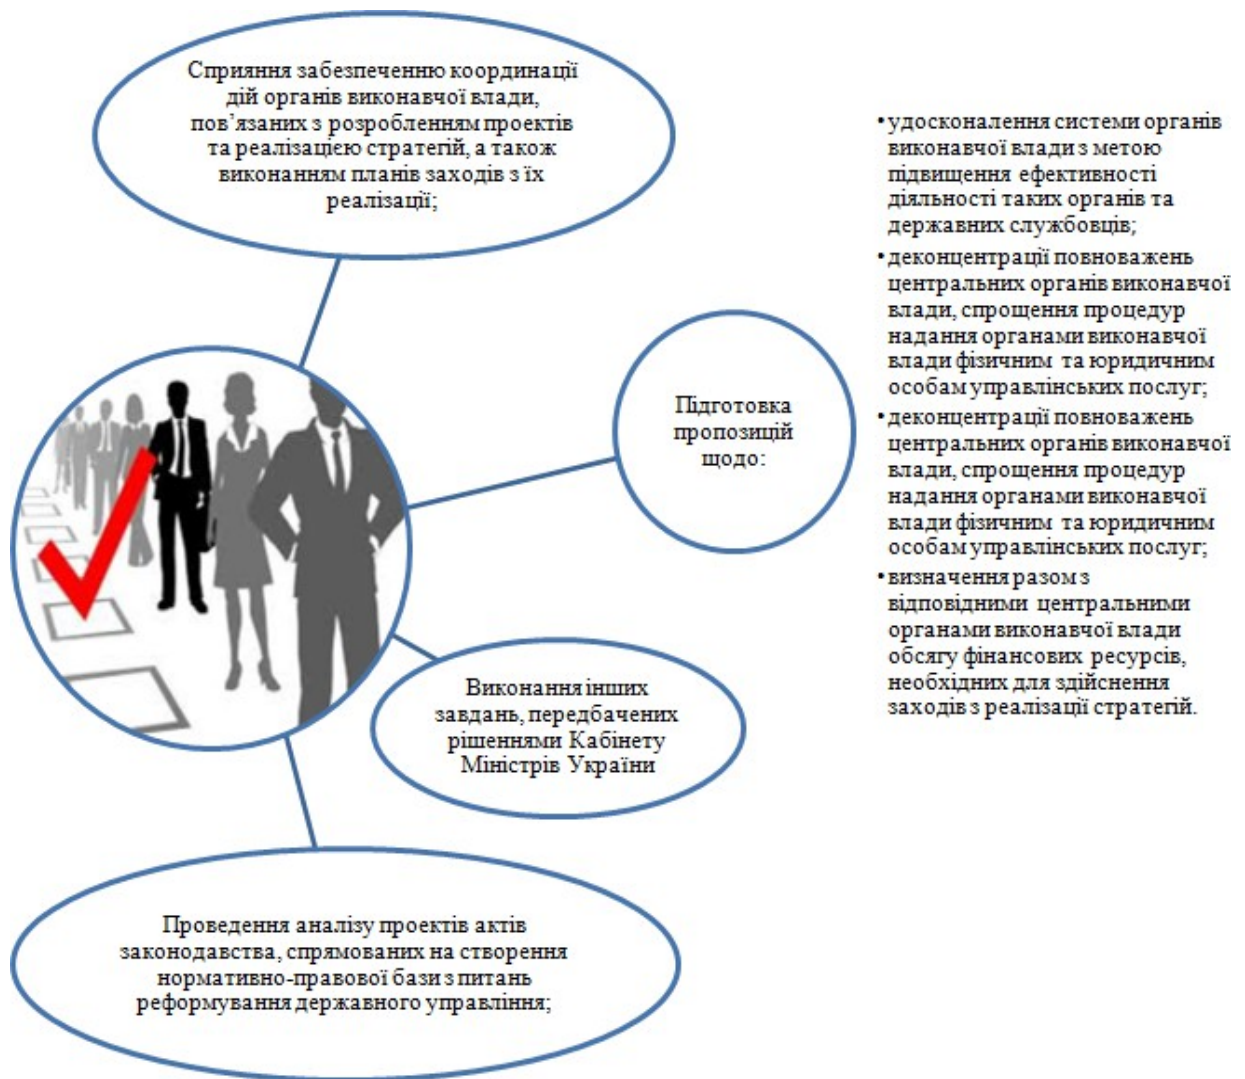 Сприяння забезпеченню координації
дій органів виконавчої влади,
пов’язаних з розробленням проектів
та реалізацією стратегій, а також
виконанням планів заходів з їх
реалізації;
Підготовка
пропозицій
щодо:
•удосконалення системи органів
виконавчої влади з метою
підвищення ефективності
діяльності таких органів та
державних службовців;
•деконцентрації повноважень
центральних органів виконавчої
влади, спрощення процедур
надання органами виконавчої
влади фізичним та юридичним
особам управлінських послуг;
•деконцентрації повноважень
центральних органів виконавчої
влади, спрощення процедур
надання органами виконавчої
влади фізичним та юридичним
особам управлінських послуг;
•визначення разом з
відповідними центральними
органами виконавчої влади
обсягу фінансових ресурсів,
необхідних для здійснення
заходів з реалізації стратегій.
Виконання інших
завдань, передбачених
рішеннями Кабінету
Міністрів України
Проведення аналізу проектів актів
законодавства, спрямованих на створення
нормативно-правової бази з питань
реформування державного управління;